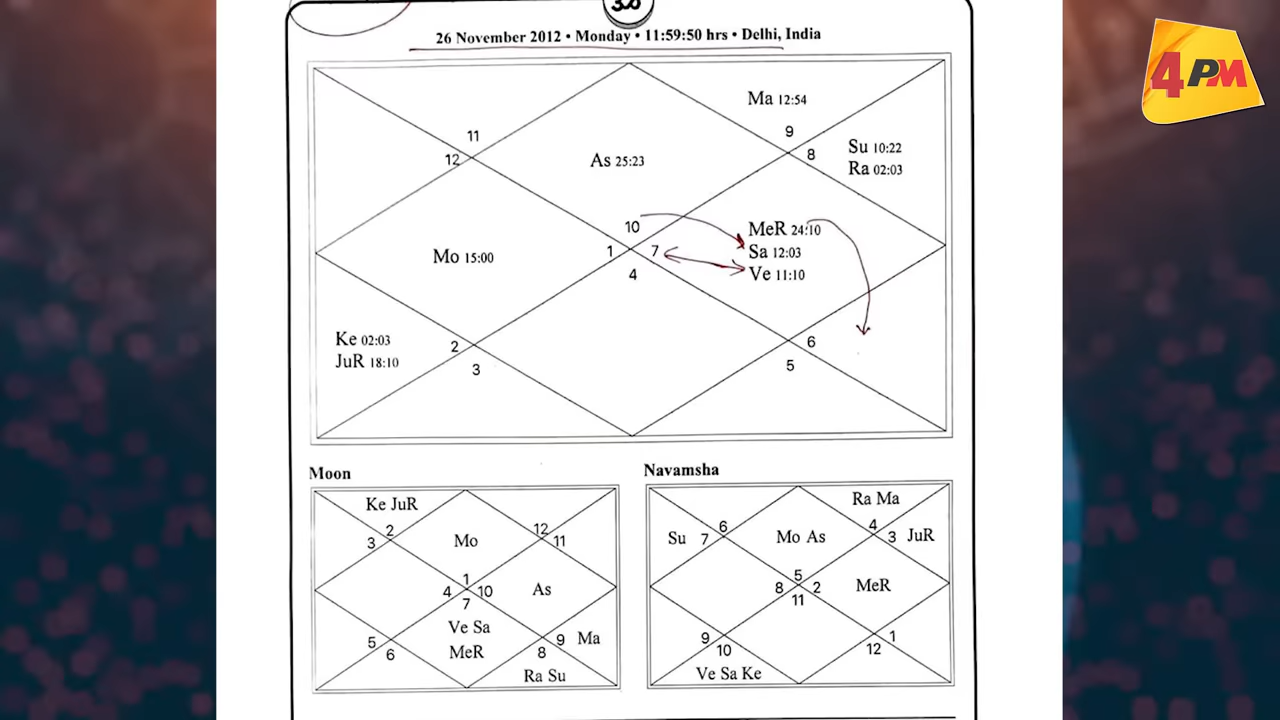 30
26 November 2012 • Monday • 11:59:50 hrs • Delhi, India
4PM
Ma 12:54
11
9
12
As 25:23
8
Su 10:22
Ra 02:03
10
MeR 24:10
Mo 15:00
1
7
Sa 12:03
4
Ve 11:10
Ke 02:03
2
6
JuR 18:10
3
5
Moon
Navamsha
Ke JuR
2
3
Mo
12
11
1
4
10
As
7
Ve Sa
MeR
5
6
9
Ma
8
Ra Su
Ra Ma
6
4
Su
7
Mo As
3
JuR
5
8
2
MeR
11
9
10
1
12
Ve Sa Ke